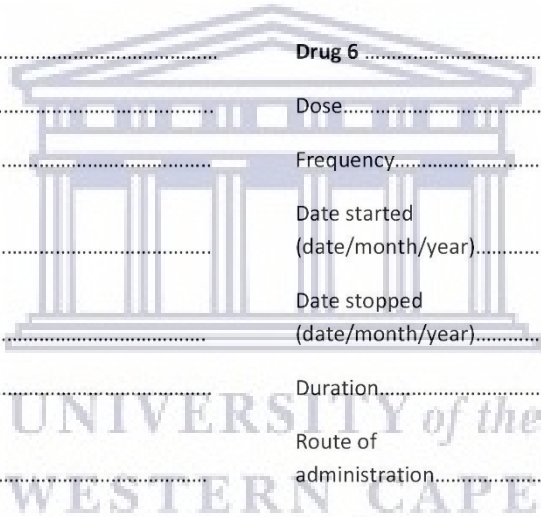 Drug 6 ..............................
Dose..............................
Frequency..............................
Date started
(date/month/year)................
Date stopped
(date/month/year)................
Duration..............................
Route of
administration......................
UNIVERSITY of the
WESTERN CAPE